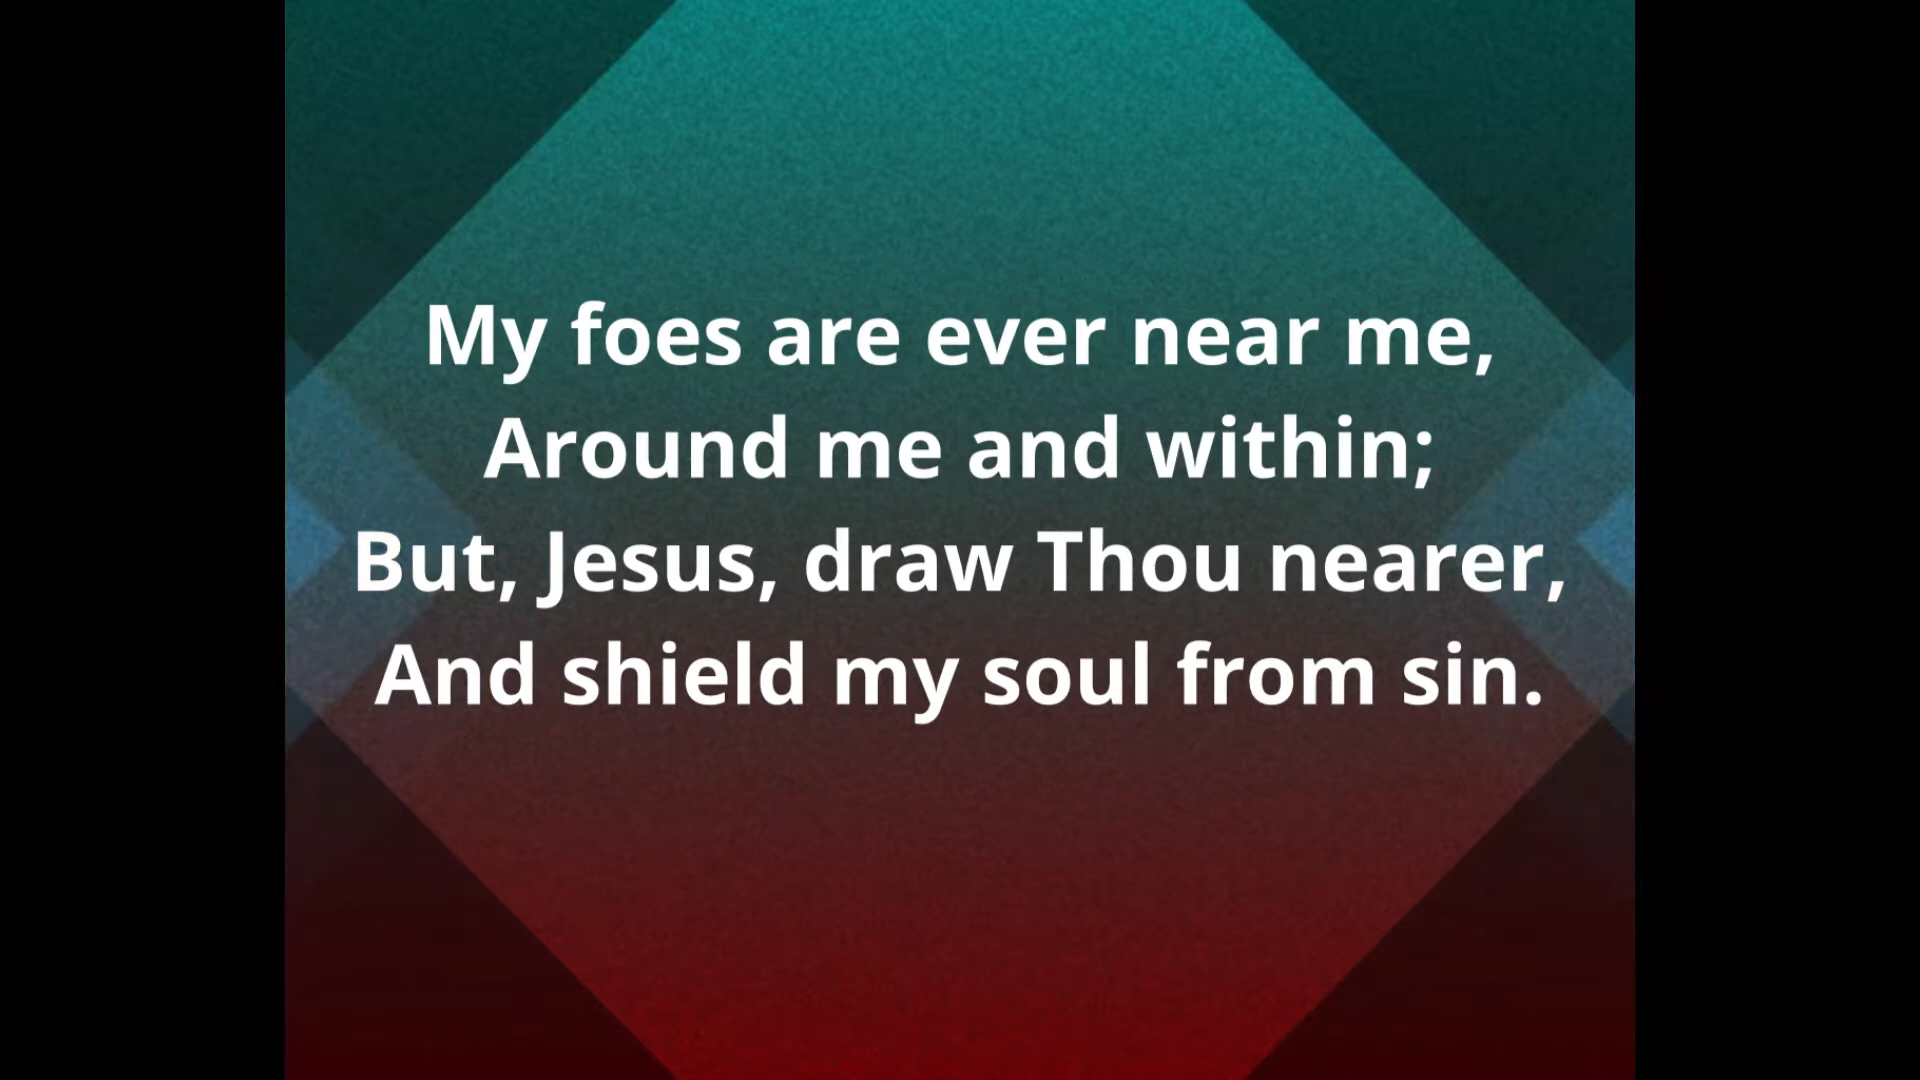 My foes are ever near me,
Around me and within;
But, Jesus, draw Thou nearer,
And shield my soul from sin.